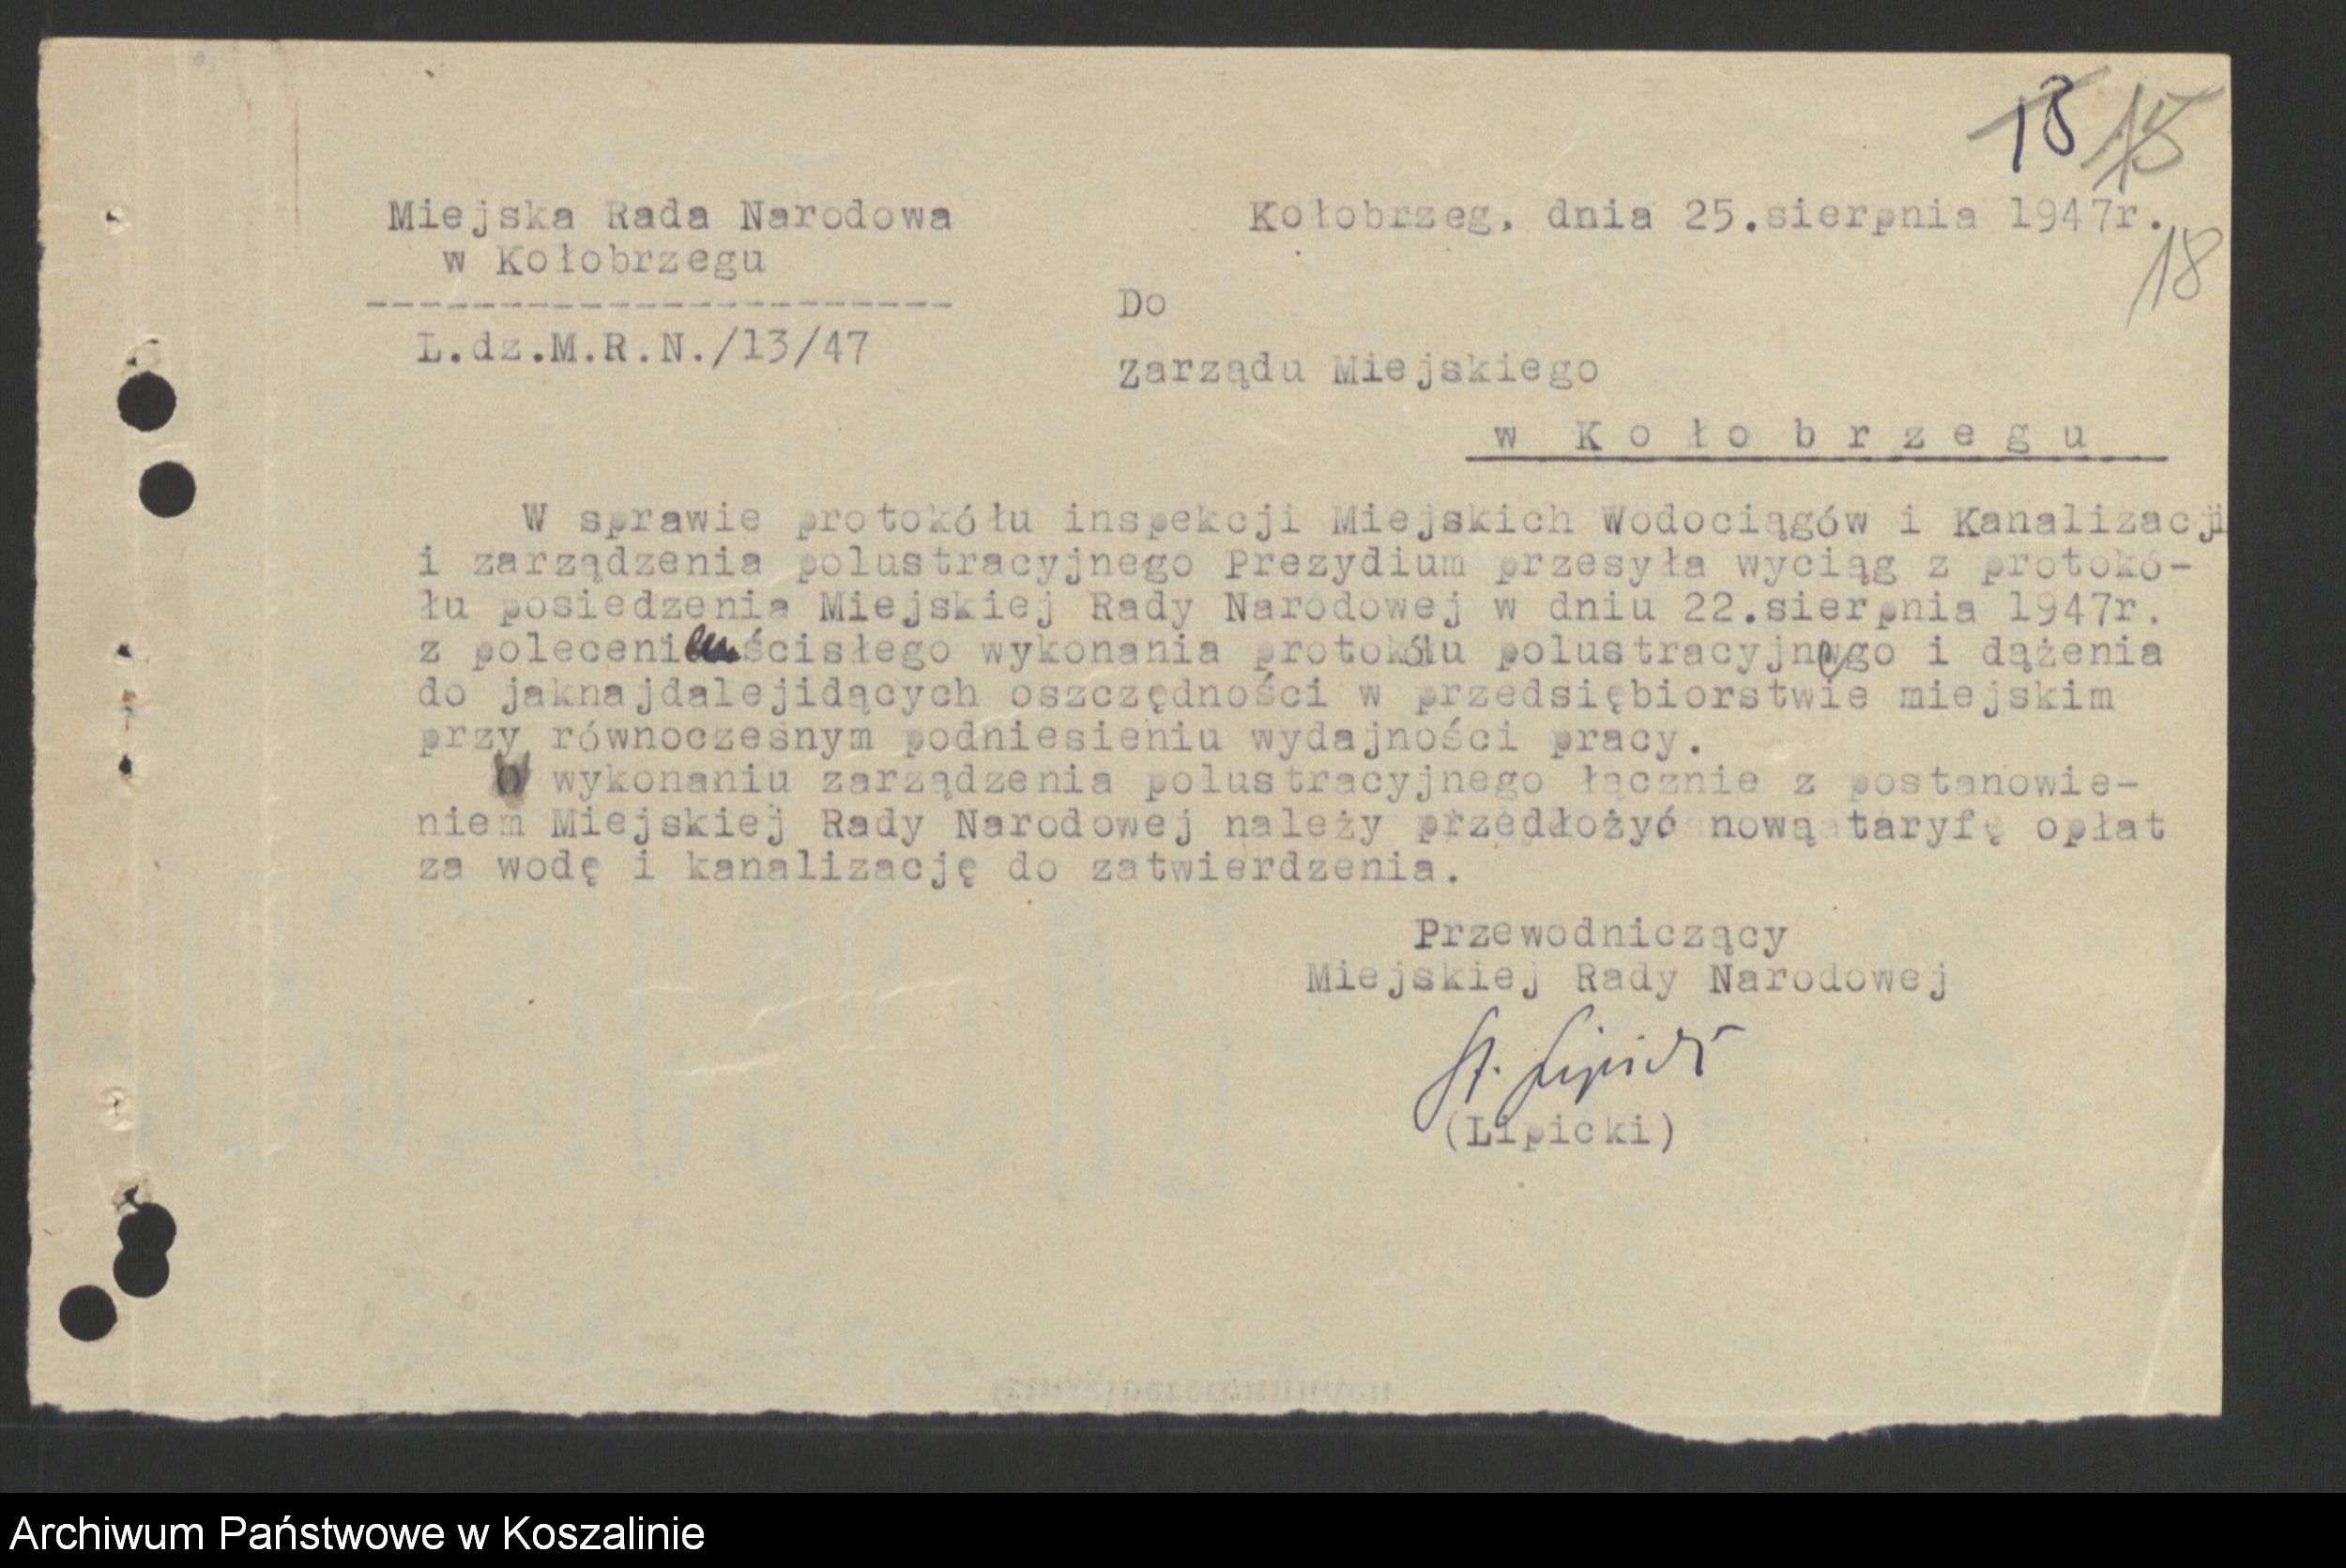 13 15
Miejska Rada Narodowa
w Kołobrzegu
----------------------
L.dz.M.R.N./13/47
Kołobrzeg, dnia 25.sierpnia 1947r.
18
Do
Zarządu Miejskiego
w K o ł o b r z e g u
W sprawie protokółu inspekcji Miejskich Wodociągów i Kanalizacji
i zarządzenia polustracyjnego Prezydium przesyła wyciąg z protokó-
łu posiedzenia Miejskiej Rady Narodowej w dniu 22.sierpnia 1947r.
z poleceniem ścisłego wykonania protokółu polustracyjnego i dążenia
do jaknajdalejidących oszczędności w przedsiębiorstwie miejskim
przy równoczesnym podniesieniu wydajności pracy.
O wykonaniu zarządzenia polustracyjnego łącznie z postanowie-
niem Miejskiej Rady Narodowej należy przedłożyć nową taryfę opłat
za wodę i kanalizację do zatwierdzenia.
Przewodniczący
Miejskiej Rady Narodowej
St. Lipicki
(Lipicki)
Archiwum Państwowe w Koszalinie